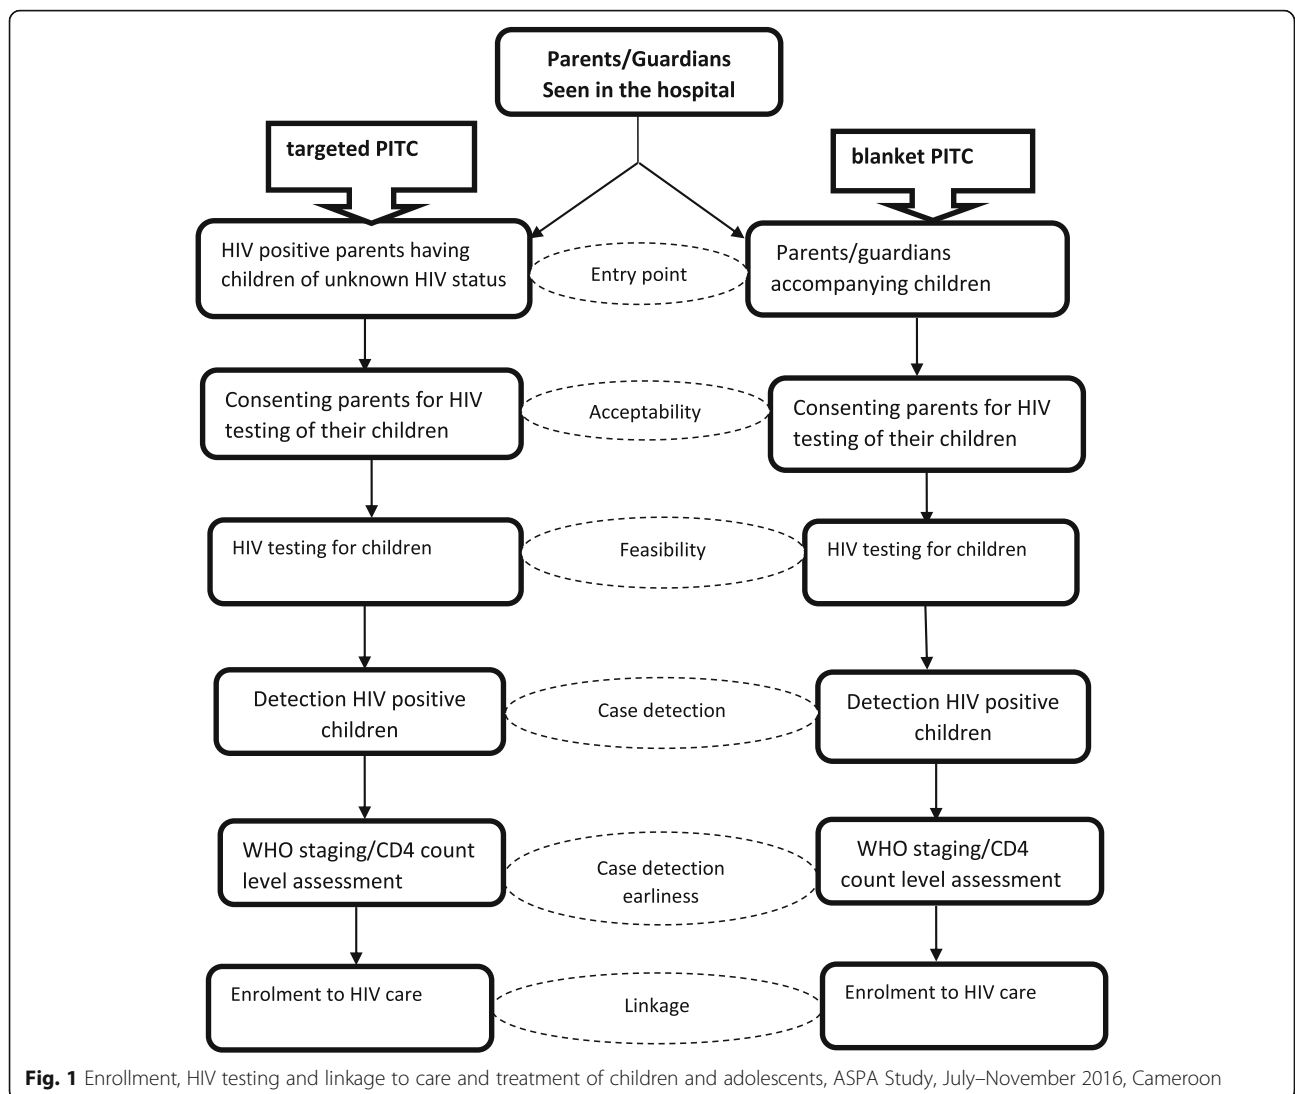 Parents/Guardians
Seen in the hospital
targeted PITC
blanket PITC
HIV positive parents having
children of unknown HIV status
Entry point
Parents/guardians
accompanying children
Consenting parents for HIV
testing of their children
Acceptability
Consenting parents for HIV
testing of their children
HIV testing for children
Feasibility
HIV testing for children
Detection HIV positive
children
Case detection
Detection HIV positive
children
WHO staging/CD4 count
level assessment
Case detection
earliness
WHO staging/CD4
count level assessment
Enrolment to HIV care
Linkage
Enrolment to HIV care
Fig. 1 Enrollment, HIV testing and linkage to care and treatment of children and adolescents, ASPA Study, July–November 2016, Cameroon